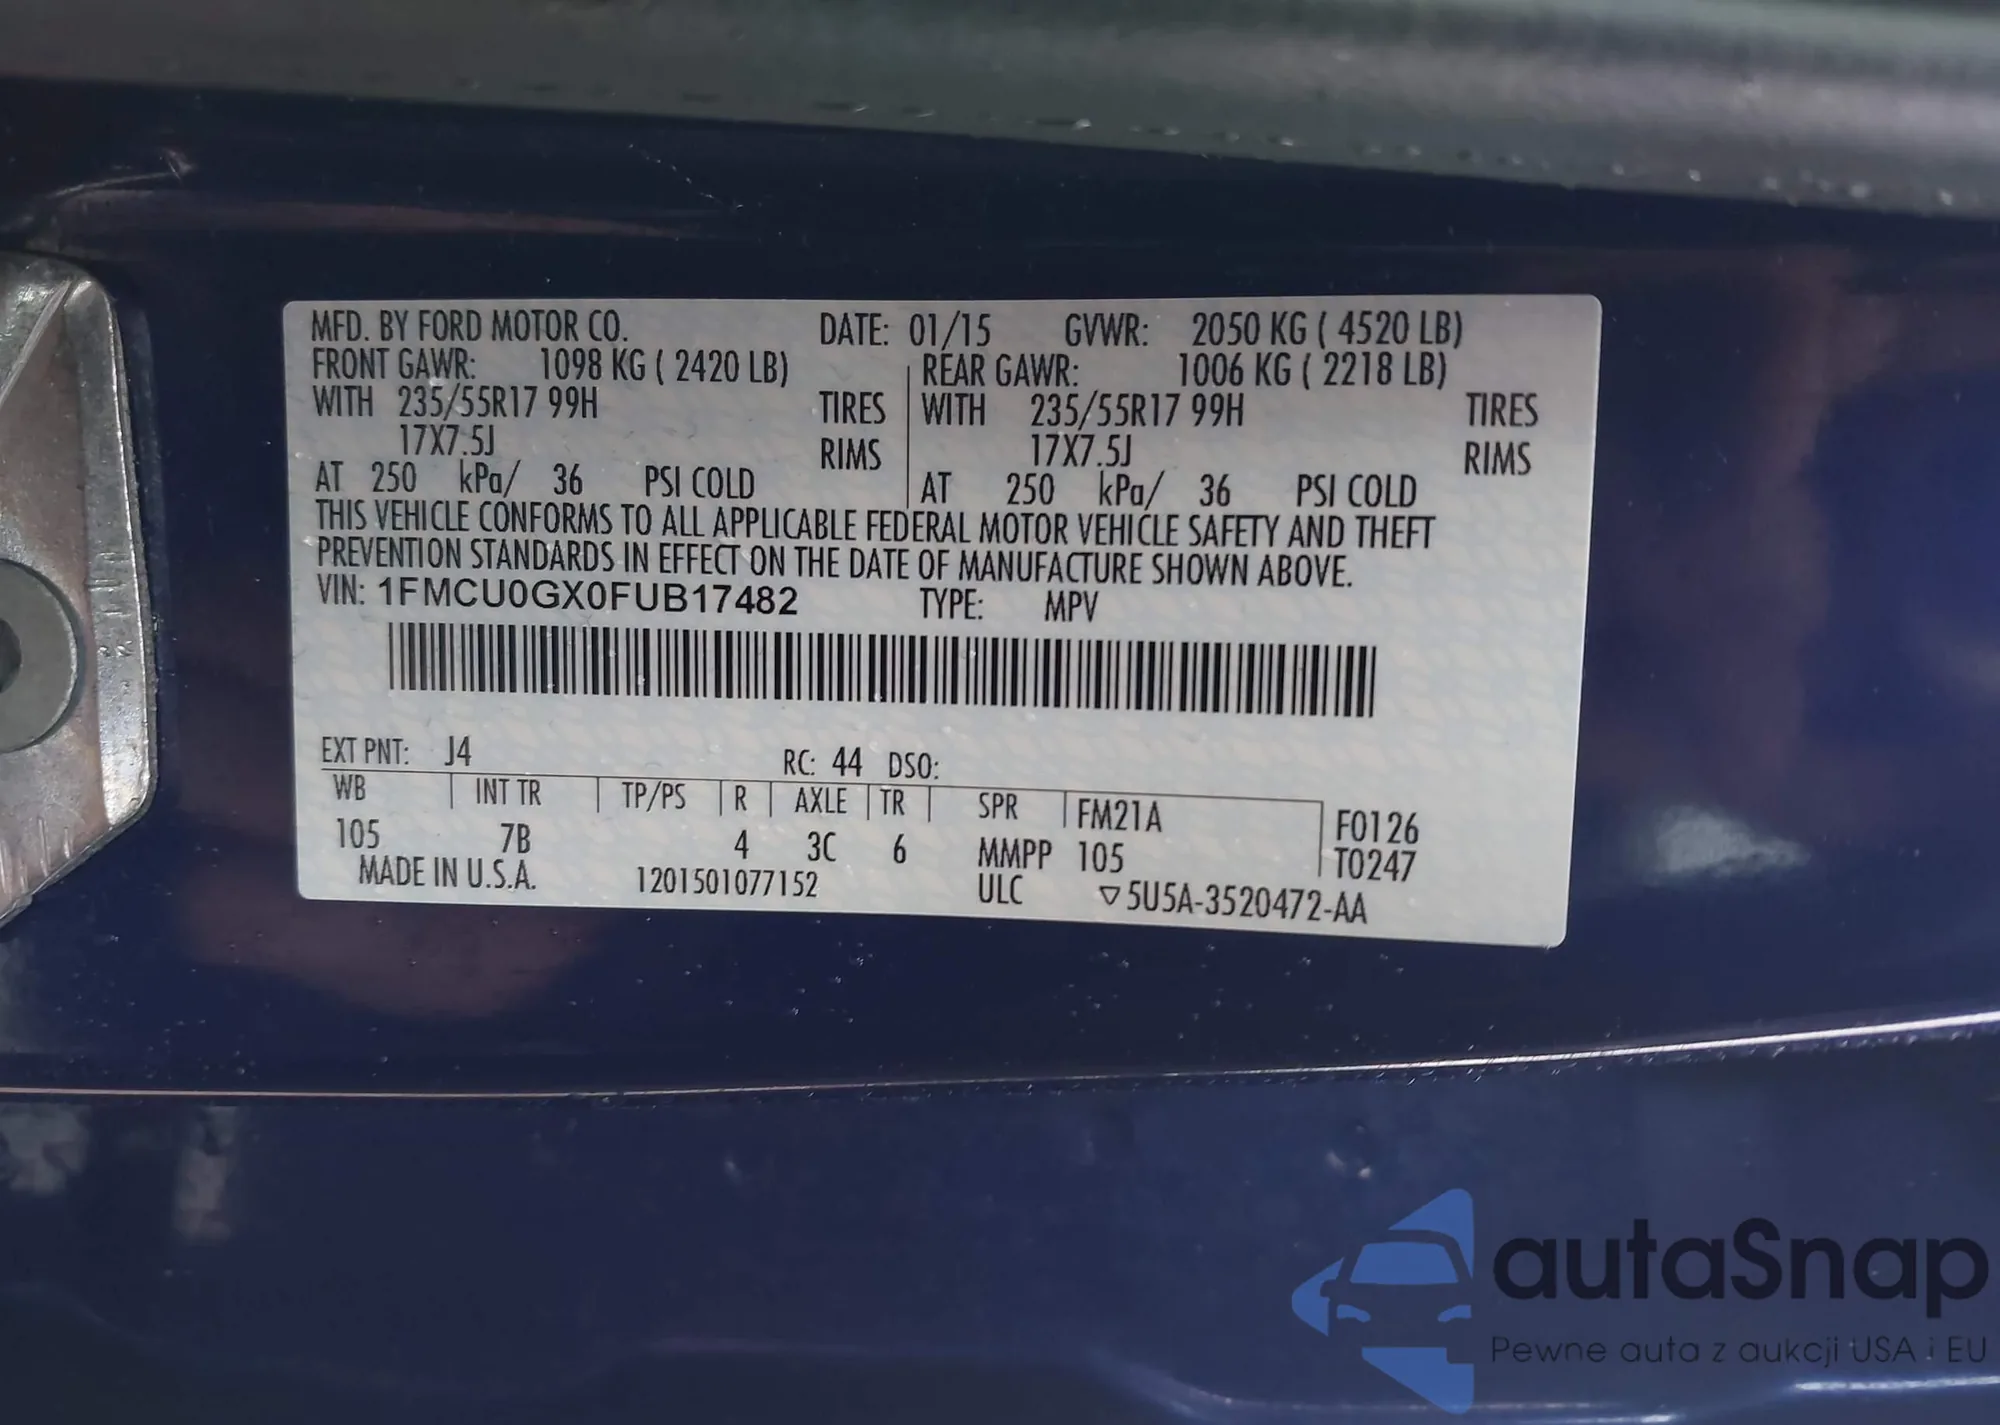 MFD. BY FORD MOTOR CO. DATE: 01/15 GVWR: 2050 KG ( 4520 LB)
FRONT GAWR: 1098 KG ( 2420 LB) REAR GAWR: 1006 KG ( 2218 LB)
WITH 235/55R17 99H TIRES WITH 235/55R17 99H TIRES
17X7.5J RIMS 17X7.5J RIMS
AT 250 kPa/ 36 PSI COLD AT 250 kPa/ 36 PSI COLD
THIS VEHICLE CONFORMS TO ALL APPLICABLE FEDERAL MOTOR VEHICLE SAFETY AND THEFT
PREVENTION STANDARDS IN EFFECT ON THE DATE OF MANUFACTURE SHOWN ABOVE.
VIN: 1FMCU0GX0FUB17482 TYPE: MPV
EXT PNT: J4 RC: 44 DSO:
WB INT TR TP/PS R AXLE TR SPR FM21A F0126
105 7B 4 3C 6 MMPP 105 T0247
MADE IN U.S.A. 1201501077152 ULC ▽5U5A-3520472-AA
autaSnap
Pewne auta z aukcji USA i EU